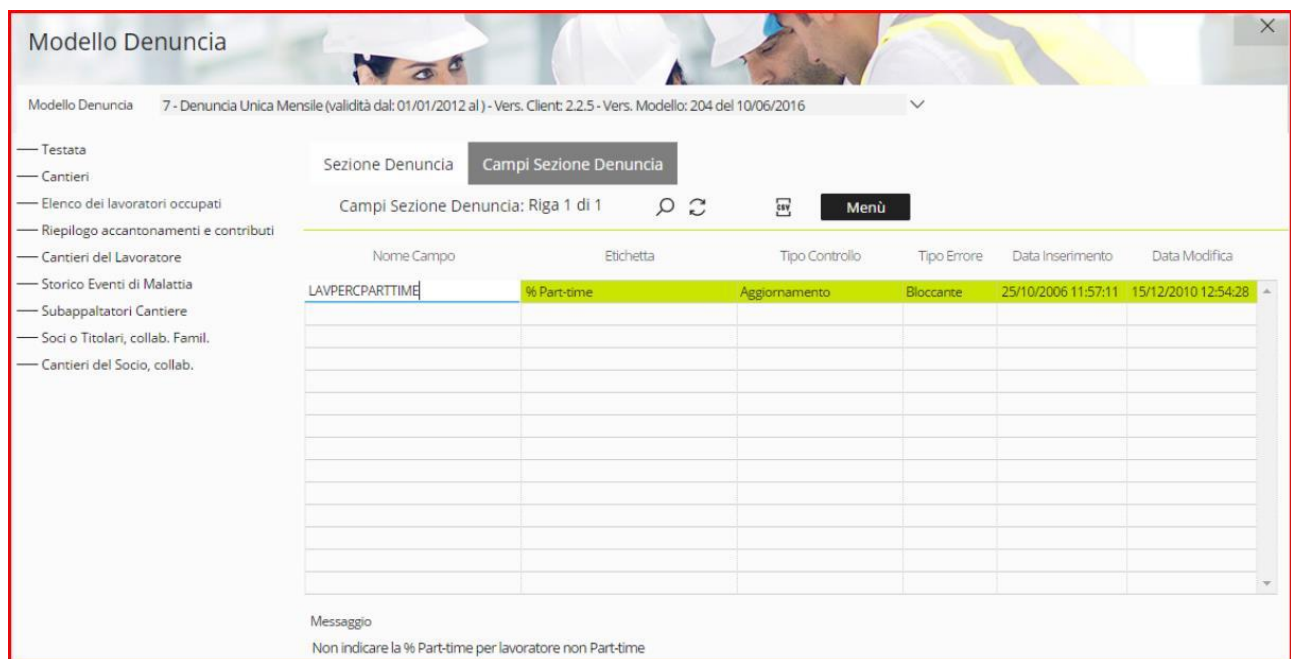 Modello Denuncia
Modello Denuncia 7 - Denuncia Unica Mensile (validità dal: 01/01/2012 al ) - Vers. Client: 2.2.5 - Vers. Modello: 204 del 10/06/2016
Testata
Cantieri
Elenco dei lavoratori occupati
Riepilogo accantonamenti e contributi
Cantieri del Lavoratore
Storico Eventi di Malattia
Subappaltatori Cantiere
Soci o Titolari, collab. Famil.
Cantieri del Socio, collab.
Sezione Denuncia Campi Sezione Denuncia
Campi Sezione Denuncia: Riga 1 di 1 CSV Menù
Nome Campo Etichetta Tipo Controllo Tipo Errore Data Inserimento Data Modifica
LAVPERCPARTTIME % Part-time Aggiornamento Bloccante 25/10/2006 11:57:11 15/12/2010 12:54:28
Messaggio
Non indicare la % Part-time per lavoratore non Part-time